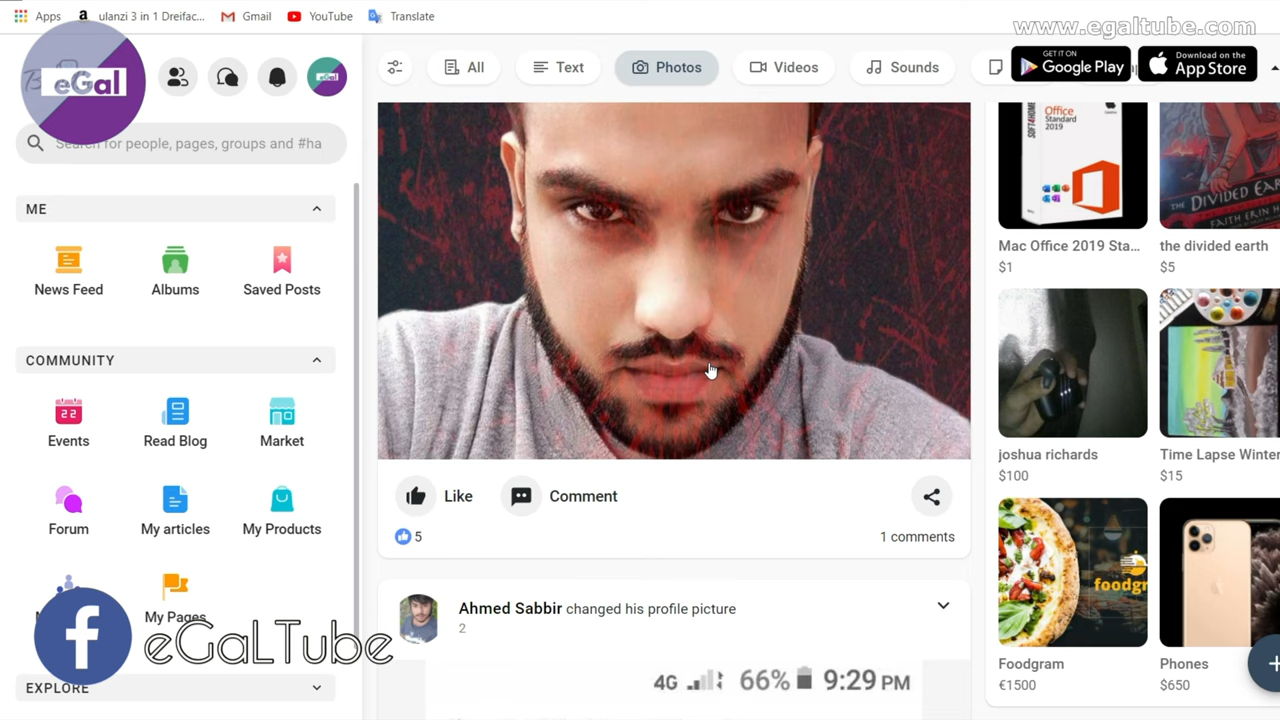 Apps
ulanzi 3 in 1 Dreifac...
Gmail
YouTube
Translate
www.egaltube.com
eGal
All
Text
Photos
Videos
Sounds
GET IT ON
Google Play
Download on the
App Store
Search for people, pages, groups and #ha
ME
News Feed
Albums
Saved Posts
COMMUNITY
Events
Read Blog
Market
22
Forum
My articles
My Products
My Pages
EXPLORE
f eGaLTube
Like
Comment
5
1 comments
Ahmed Sabbir changed his profile picture
2
4G 66% 9:29 PM
SOFT4HOME
Office
Standard
2019
Mac Office 2019 Sta...
$1
THE DIVIDED EAR
FAITH ERIN H
the divided earth
$5
joshua richards
$100
Time Lapse Winter
$15
foodgr
Foodgram
€1500
Phones
$650